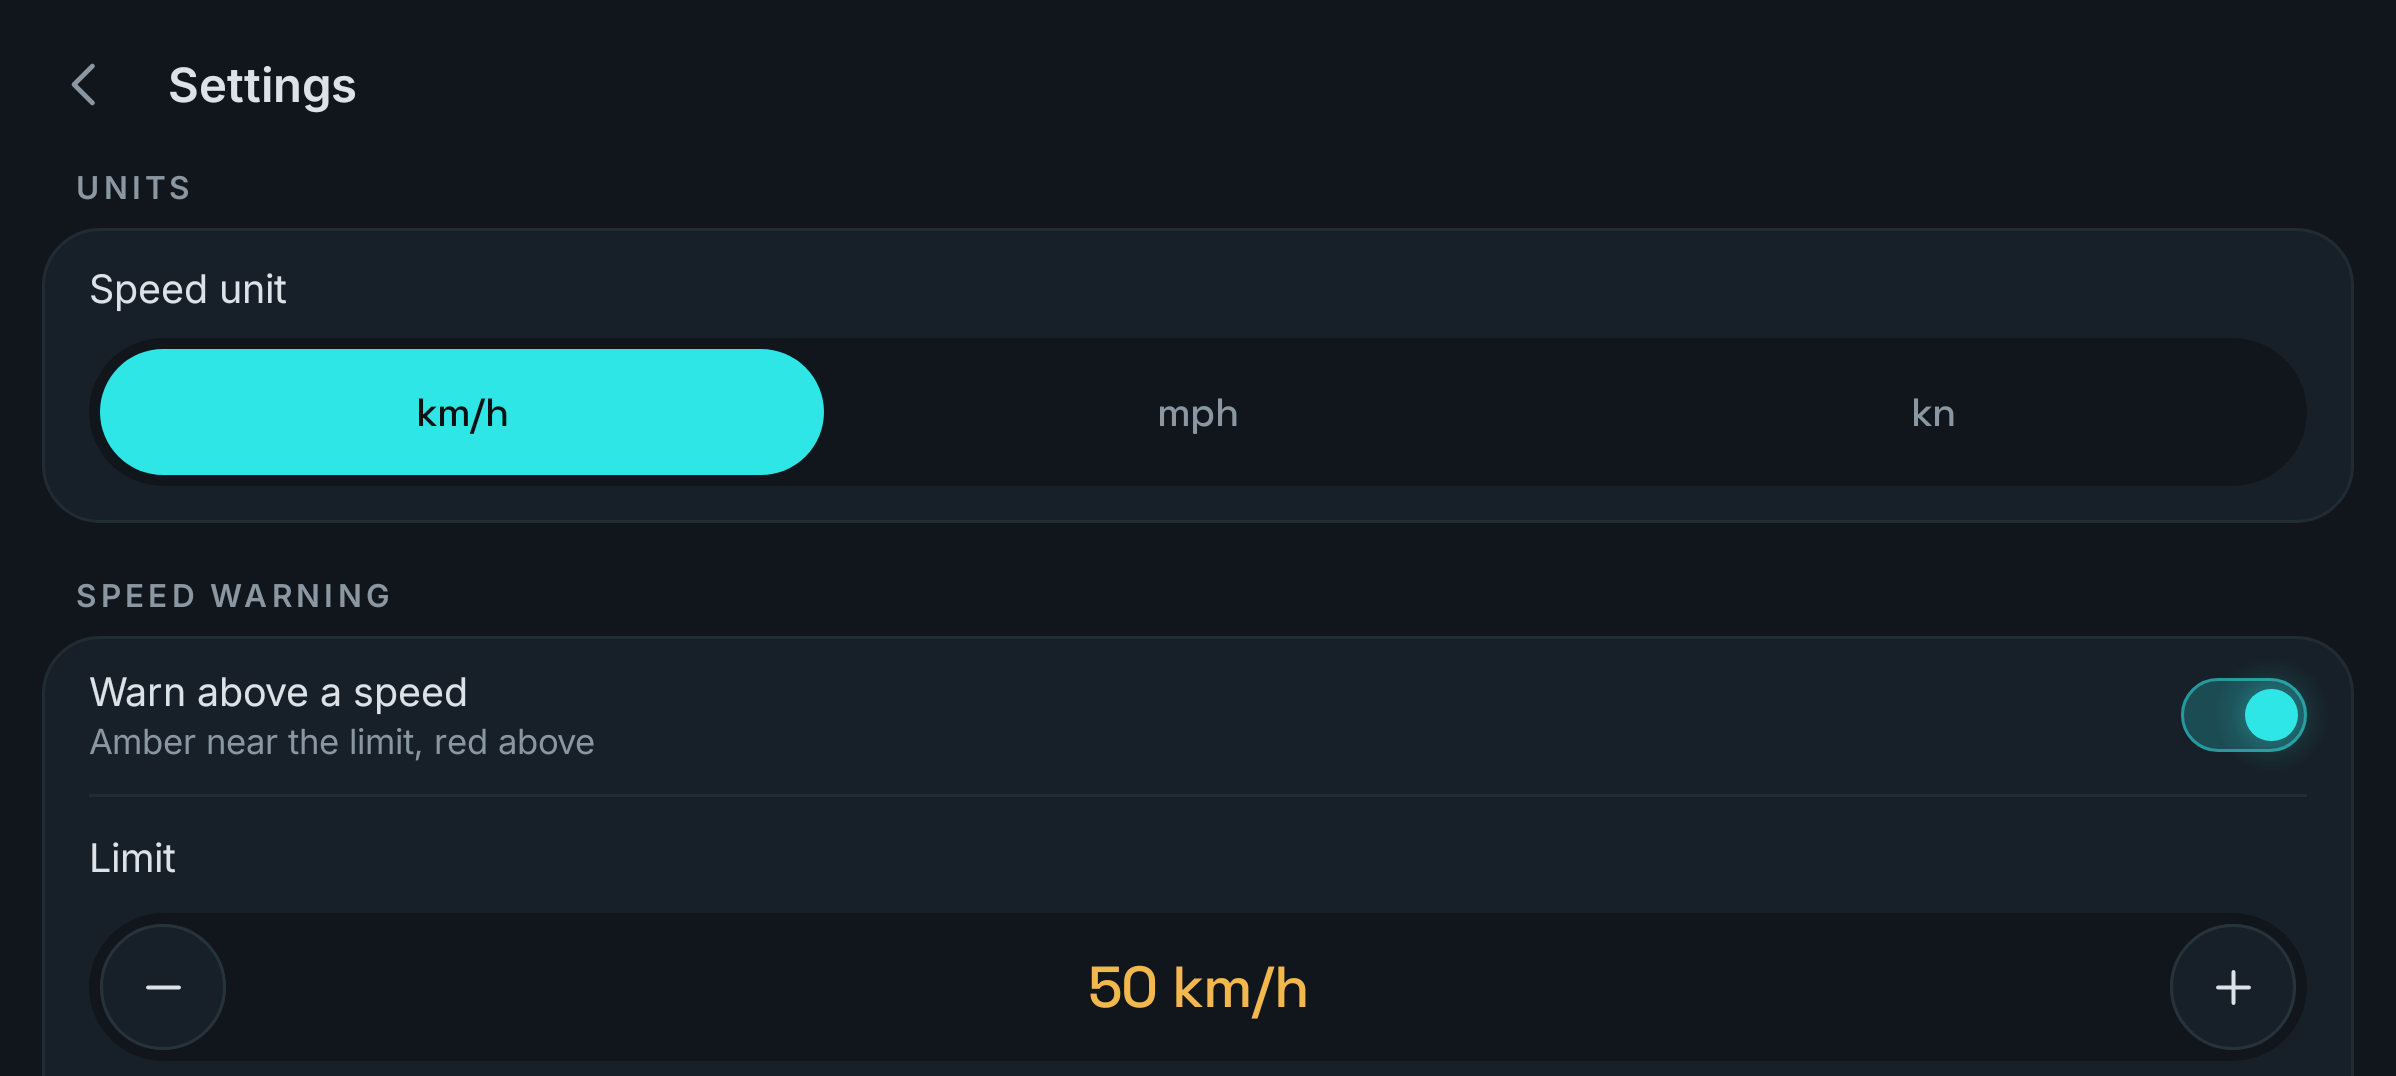 Settings
UNITS
Speed unit
km/h
mph
kn
SPEED WARNING
Warn above a speed
Amber near the limit, red above
Limit
50 km/h